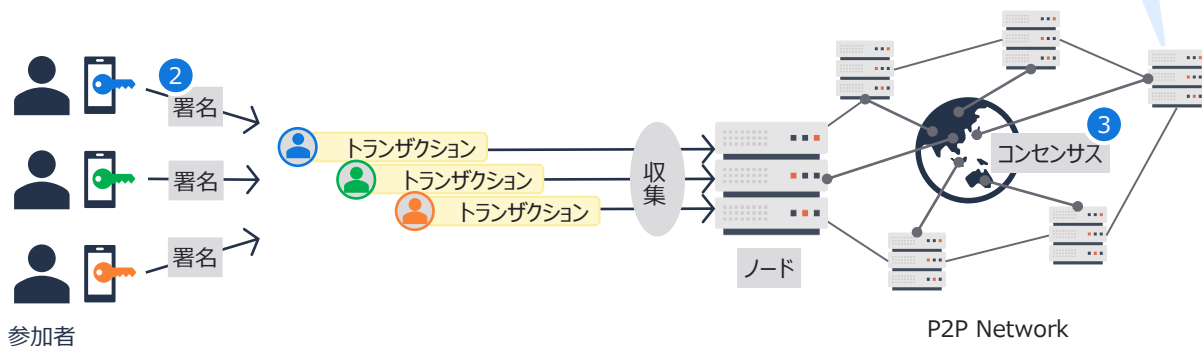 2
署名
署名
署名
トランザクション
トランザクション
トランザクション
収集
ノード
3
コンセンサス
参加者
P2P Network